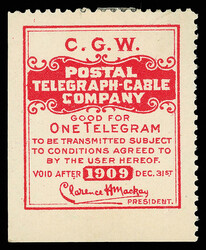 C.G.W.
POSTAL
TELEGRAPH-CABLE
COMPANY
GOOD FOR
ONE TELEGRAM
TO BE TRANSMITTED SUBJECT
TO CONDITIONS AGREED TO
BY THE USER HEREOF.
VOID AFTER 1909 DEC. 31ST
Clarence H. Mackay
PRESIDENT.